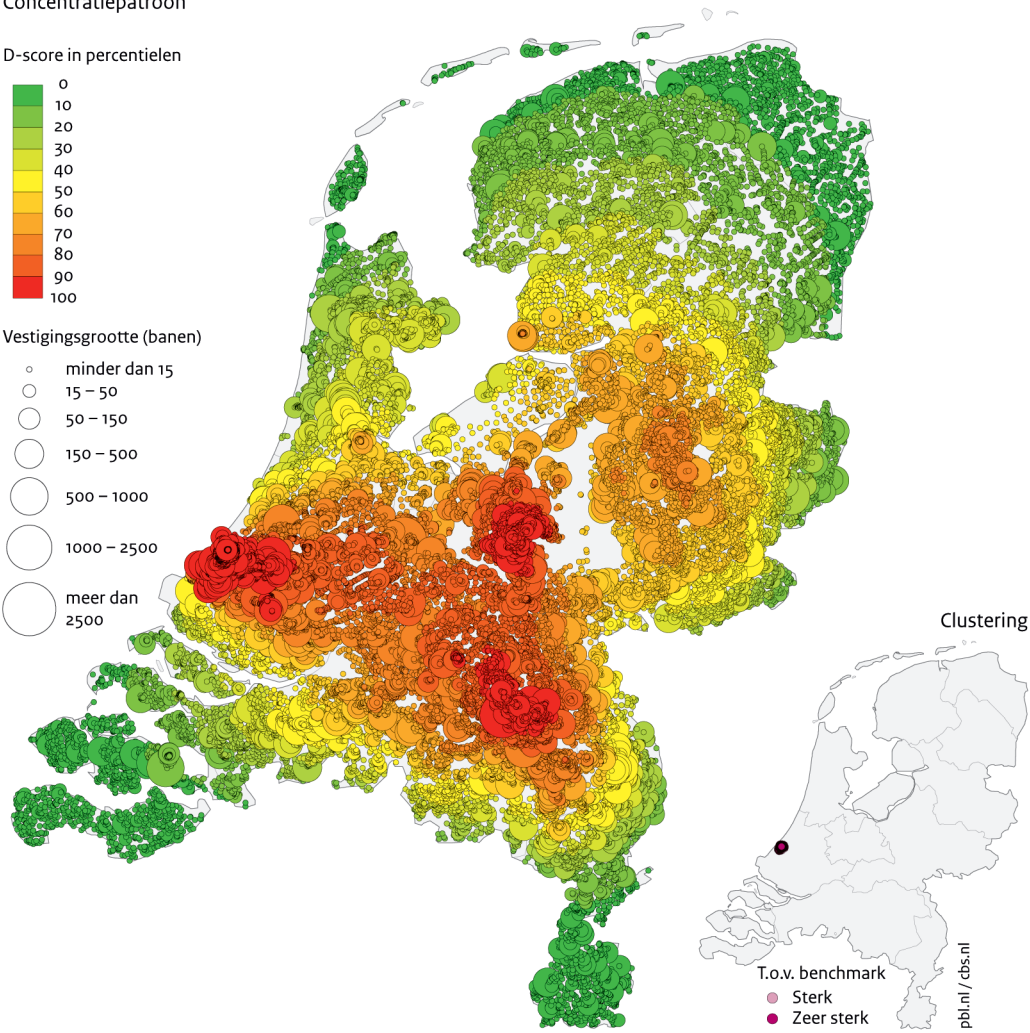 Concentratiepatroon
D-score in percentielen
0
10
20
30
40
50
60
70
80
90
100
Vestigingsgrootte (banen)
minder dan 15
15 – 50
50 – 150
150 – 500
500 – 1000
1000 – 2500
meer dan
2500
Clustering
T.o.v. benchmark
Sterk
Zeer sterk
pbl.nl / cbs.nl